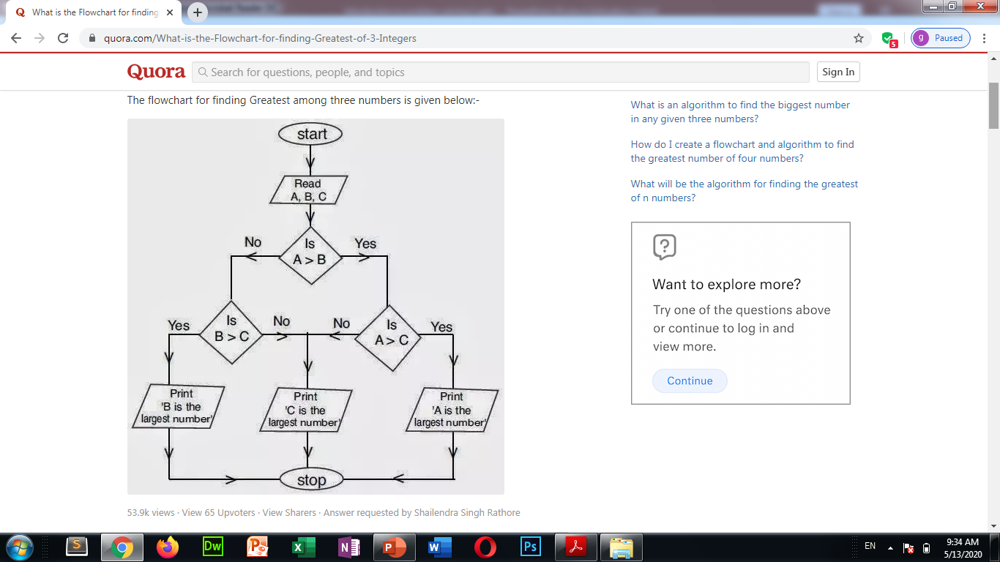 What is the Flowchart for finding
quora.com/What-is-the-Flowchart-for-finding-Greatest-of-3-Integers
5
g
Paused
Quora
Search for questions, people, and topics
Sign In
The flowchart for finding Greatest among three numbers is given below:-
start
Read
A, B, C
Is
A > B
No
Yes
Is
B > C
Yes
No
Is
A > C
No
Yes
Print
'B is the
largest number'
Print
'C is the
largest number'
Print
'A is the
largest number'
stop
53.9k views · View 65 Upvoters · View Sharers · Answer requested by Shailendra Singh Rathore
What is an algorithm to find the biggest number
in any given three numbers?
How do I create a flowchart and algorithm to find
the greatest number of four numbers?
What will be the algorithm for finding the greatest
of n numbers?
Want to explore more?
Try one of the questions above
or continue to log in and
view more.
Continue
S
Dw
P
X
N
P
W
Ps
EN
9:34 AM
5/13/2020